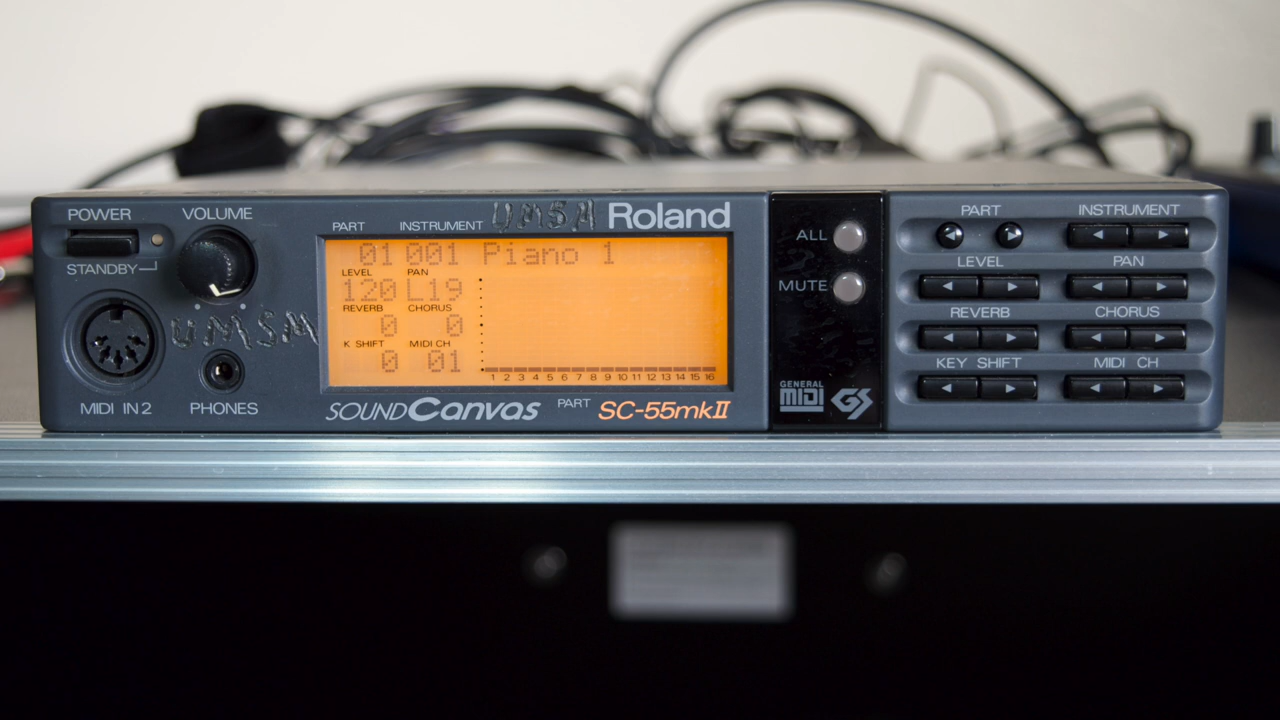 POWER VOLUME
STANDBY
UMSM
MIDI IN 2 PHONES
PART INSTRUMENT UMSM Roland
01 001 Piano 1
LEVEL PAN
120 L19
REVERB CHORUS
0 0
K SHIFT MIDI CH
0 01
1 2 3 4 5 6 7 8 9 10 11 12 13 14 15 16
SOUND Canvas PART SC-55mkII
ALL
MUTE
GENERAL
MIDI GS
PART INSTRUMENT
LEVEL PAN
REVERB CHORUS
KEY SHIFT MIDI CH